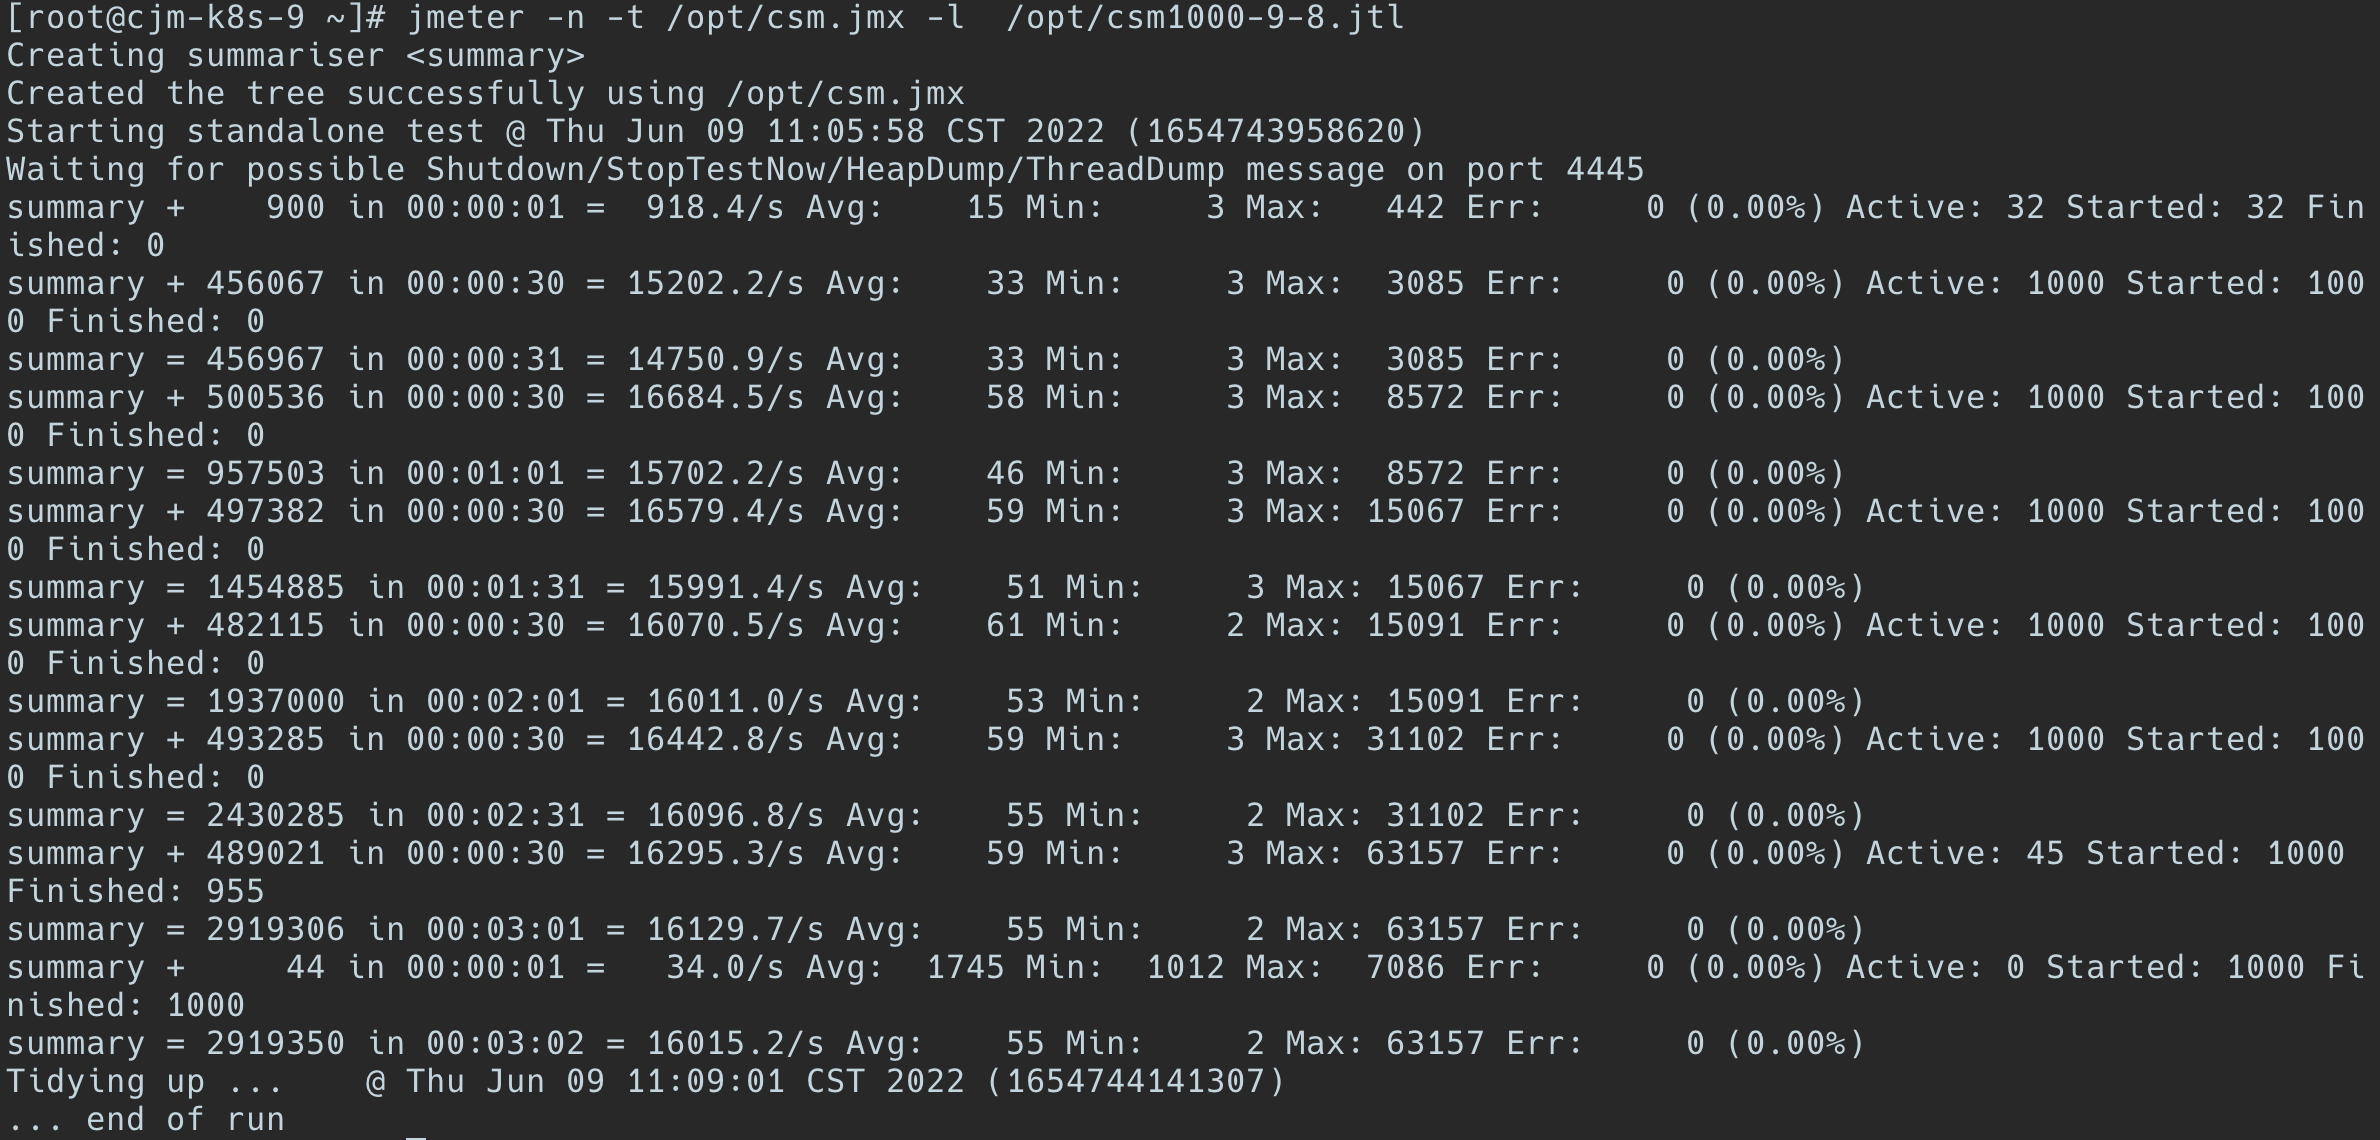 [root@cjm-k8s-9 ~]# jmeter -n -t /opt/csm.jmx -l  /opt/csm1000-9-8.jtl
Creating summariser <summary>
Created the tree successfully using /opt/csm.jmx
Starting standalone test @ Thu Jun 09 11:05:58 CST 2022 (1654743958620)
Waiting for possible Shutdown/StopTestNow/HeapDump/ThreadDump message on port 4445
summary +    900 in 00:00:01 =  918.4/s Avg:    15 Min:     3 Max:   442 Err:     0 (0.00%) Active: 32 Started: 32 Fin
ished: 0
summary + 456067 in 00:00:30 = 15202.2/s Avg:    33 Min:     3 Max:  3085 Err:     0 (0.00%) Active: 1000 Started: 100
0 Finished: 0
summary = 456967 in 00:00:31 = 14750.9/s Avg:    33 Min:     3 Max:  3085 Err:     0 (0.00%)
summary + 500536 in 00:00:30 = 16684.5/s Avg:    58 Min:     3 Max:  8572 Err:     0 (0.00%) Active: 1000 Started: 100
0 Finished: 0
summary = 957503 in 00:01:01 = 15702.2/s Avg:    46 Min:     3 Max:  8572 Err:     0 (0.00%)
summary + 497382 in 00:00:30 = 16579.4/s Avg:    59 Min:     3 Max: 15067 Err:     0 (0.00%) Active: 1000 Started: 100
0 Finished: 0
summary = 1454885 in 00:01:31 = 15991.4/s Avg:    51 Min:     3 Max: 15067 Err:     0 (0.00%)
summary + 482115 in 00:00:30 = 16070.5/s Avg:    61 Min:     2 Max: 15091 Err:     0 (0.00%) Active: 1000 Started: 100
0 Finished: 0
summary = 1937000 in 00:02:01 = 16011.0/s Avg:    53 Min:     2 Max: 15091 Err:     0 (0.00%)
summary + 493285 in 00:00:30 = 16442.8/s Avg:    59 Min:     3 Max: 31102 Err:     0 (0.00%) Active: 1000 Started: 100
0 Finished: 0
summary = 2430285 in 00:02:31 = 16096.8/s Avg:    55 Min:     2 Max: 31102 Err:     0 (0.00%)
summary + 489021 in 00:00:30 = 16295.3/s Avg:    59 Min:     3 Max: 63157 Err:     0 (0.00%) Active: 45 Started: 1000
Finished: 955
summary = 2919306 in 00:03:01 = 16129.7/s Avg:    55 Min:     2 Max: 63157 Err:     0 (0.00%)
summary +     44 in 00:00:01 =   34.0/s Avg:  1745 Min:  1012 Max:  7086 Err:     0 (0.00%) Active: 0 Started: 1000 Fi
nished: 1000
summary = 2919350 in 00:03:02 = 16015.2/s Avg:    55 Min:     2 Max: 63157 Err:     0 (0.00%)
Tidying up ...    @ Thu Jun 09 11:09:01 CST 2022 (1654744141307)
... end of run